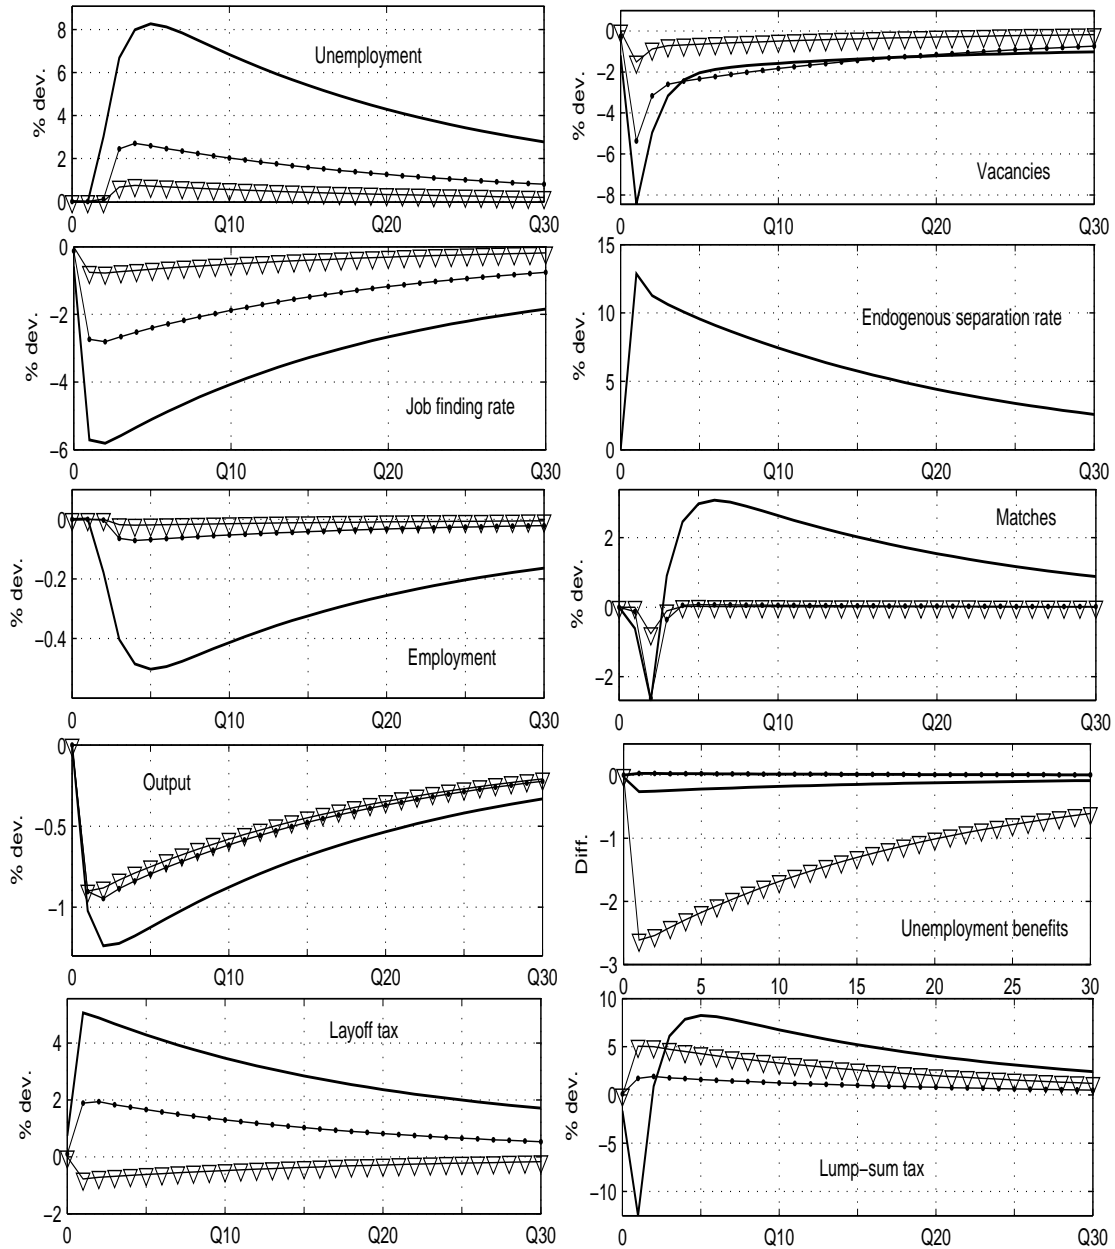 8
6
4
2
0
% dev.
Unemployment
Q10
Q20
Q30
0
−2
−4
−6
−8
% dev.
Vacancies
0
Q10
Q20
Q30
0
−2
−4
−6
% dev.
Job finding rate
0
Q10
Q20
Q30
15
10
5
0
Endogenous separation rate
0
Q10
Q20
Q30
0
−0.2
−0.4
% dev.
Employment
0
Q10
Q20
Q30
2
0
−2
% dev.
Matches
0
Q10
Q20
Q30
0
−0.5
−1
% dev.
Output
0
Q10
Q20
Q30
0
−1
−2
−3
Diff.
Unemployment benefits
0
5
10
15
20
25
30
4
2
0
−2
% dev.
Layoff tax
0
Q10
Q20
Q30
10
5
0
−5
−10
% dev.
Lump−sum tax
0
Q10
Q20
Q30